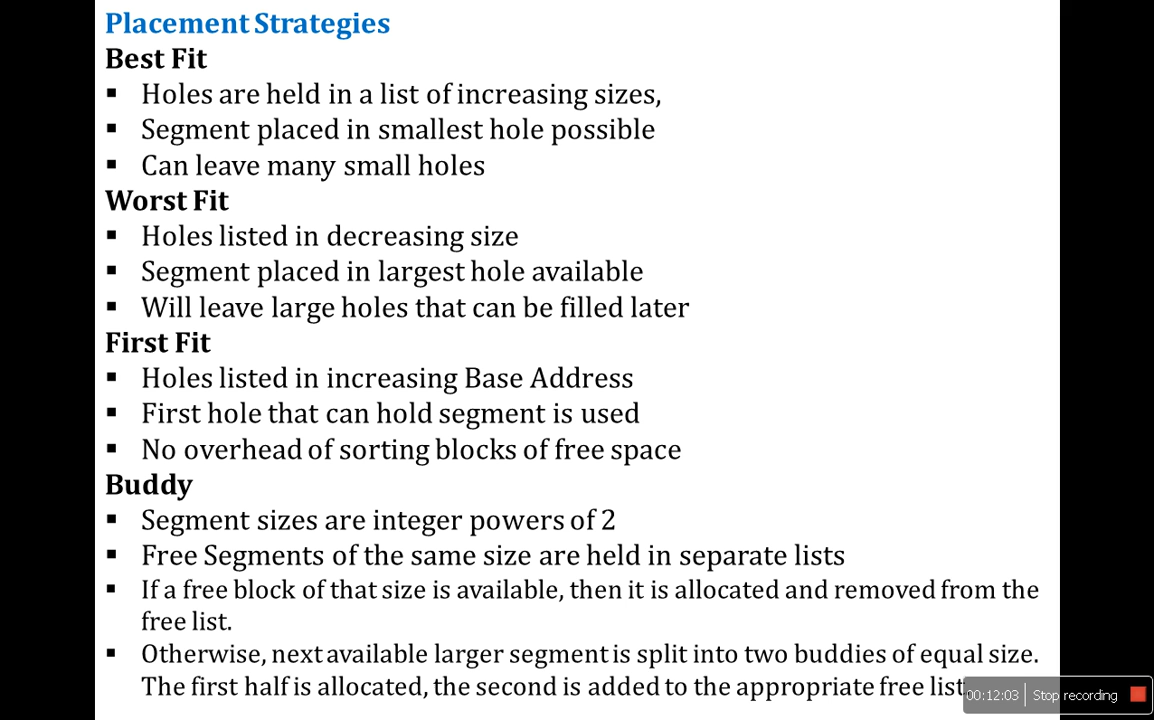 Placement Strategies
Best Fit
▪ Holes are held in a list of increasing sizes,
▪ Segment placed in smallest hole possible
▪ Can leave many small holes
Worst Fit
▪ Holes listed in decreasing size
▪ Segment placed in largest hole available
▪ Will leave large holes that can be filled later
First Fit
▪ Holes listed in increasing Base Address
▪ First hole that can hold segment is used
▪ No overhead of sorting blocks of free space
Buddy
▪ Segment sizes are integer powers of 2
▪ Free Segments of the same size are held in separate lists
▪ If a free block of that size is available, then it is allocated and removed from the
free list.
▪ Otherwise, next available larger segment is split into two buddies of equal size.
The first half is allocated, the second is added to the appropriate free list
00:12:03 Stop recording